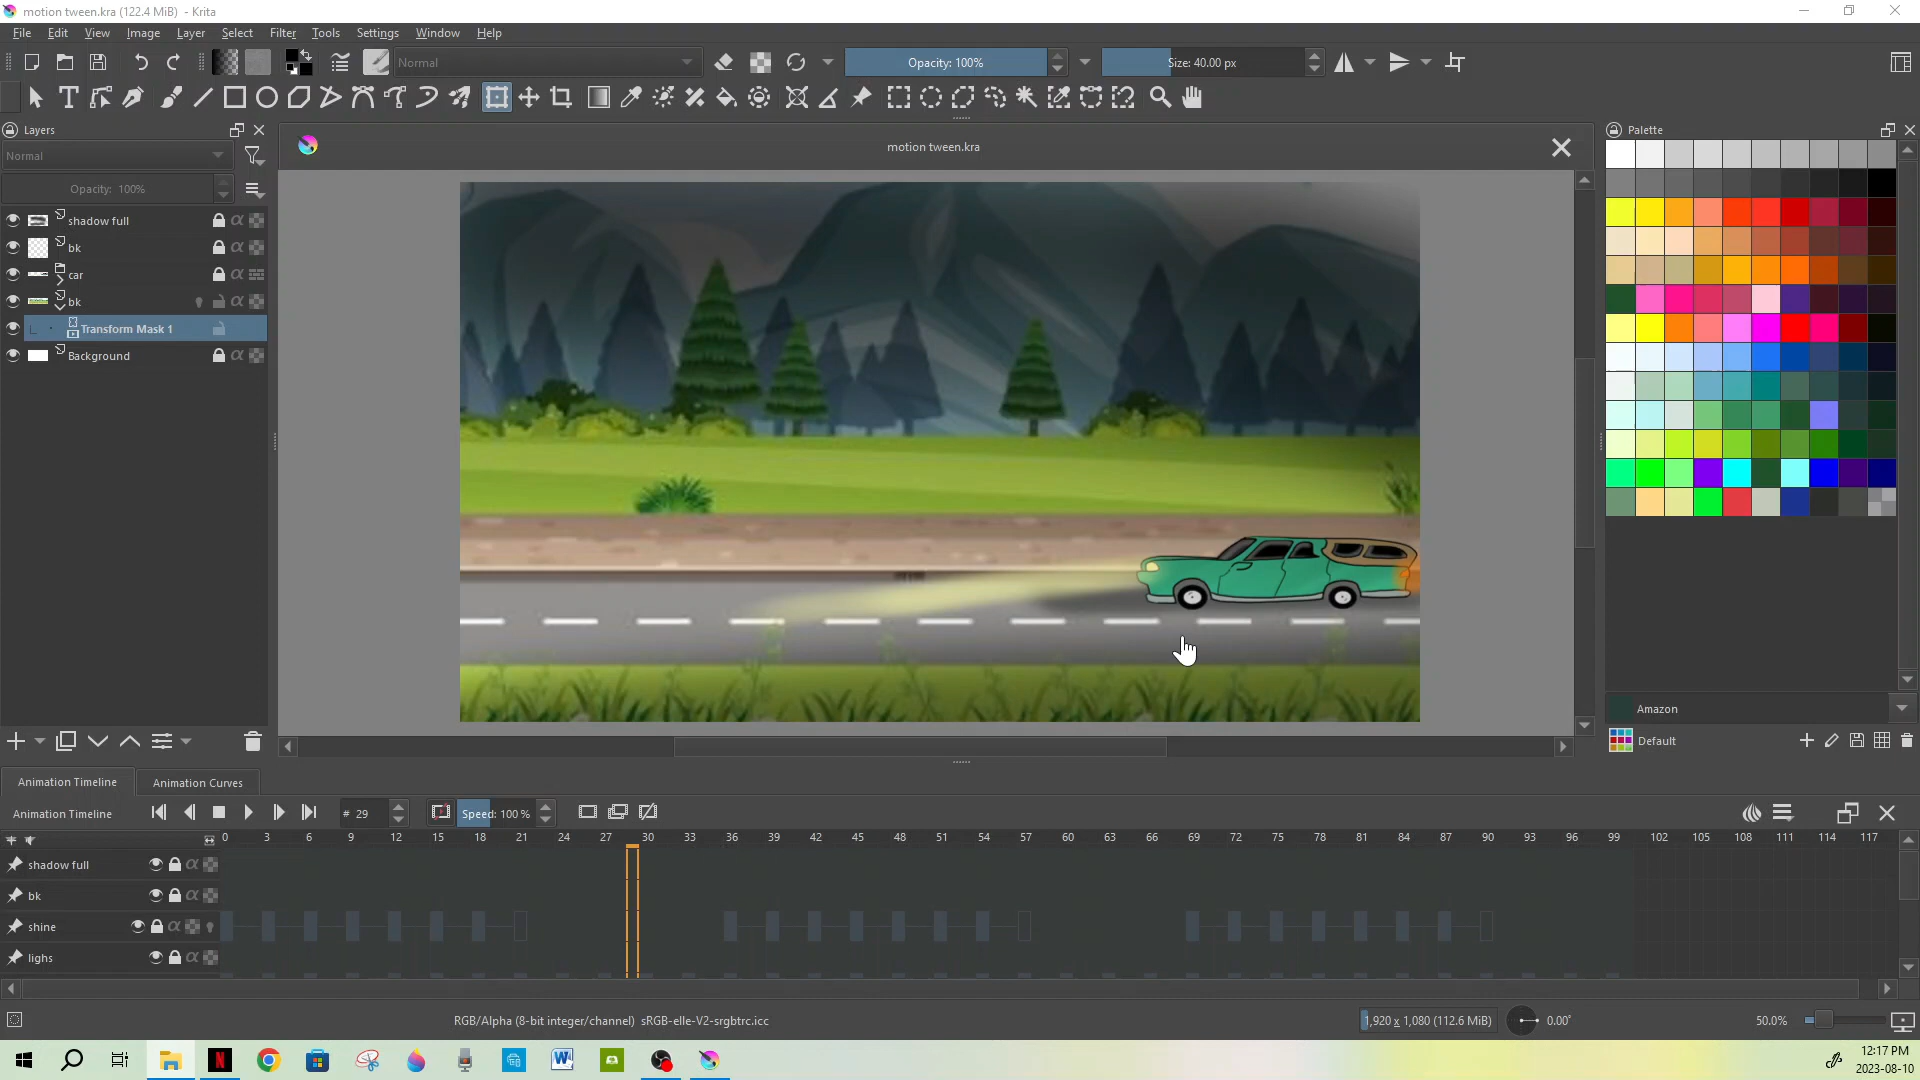 motion tween.kra (122.4 MiB) - Krita
File Edit View Image Layer Select Filter Tools Settings Window Help
Normal Opacity: 100% Size: 40.00 px
Layers
Normal
Opacity: 100%
shadow full
bk
car
bk
Transform Mask 1
Background
motion tween.kra
Palette
Amazon
Default
Animation Timeline Animation Curves
Animation Timeline # 29 Speed: 100 %
0 3 6 9 12 15 18 21 24 27 30 33 36 39 42 45 48 51 54 57 60 63 66 69 72 75 78 81 84 87 90 93 96 99 102 105 108 111 114 117
shadow full
bk
shine
lighs
RGB/Alpha (8-bit integer/channel) sRGB-elle-V2-srgbtrc.icc 1,920 x 1,080 (112.6 MiB) 0.00° 50.0%
12:17 PM
2023-08-10